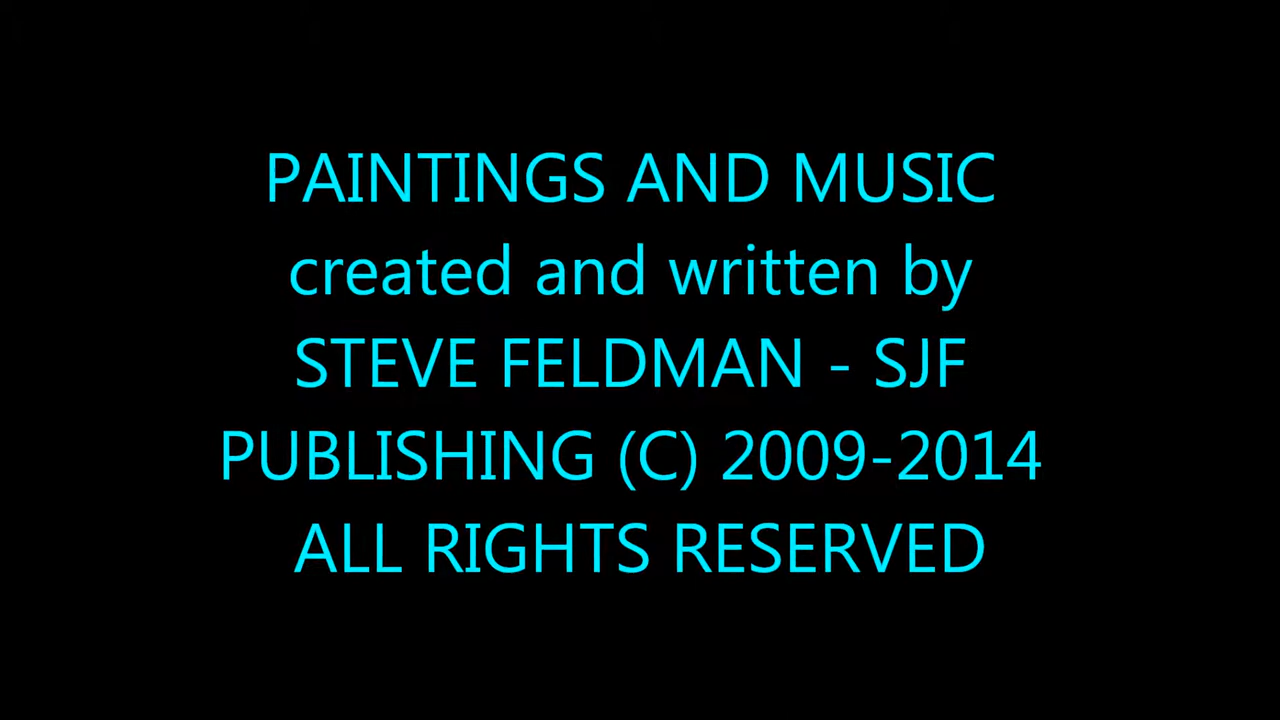 PAINTINGS AND MUSIC
created and written by
STEVE FELDMAN - SJF
PUBLISHING (C) 2009-2014
ALL RIGHTS RESERVED